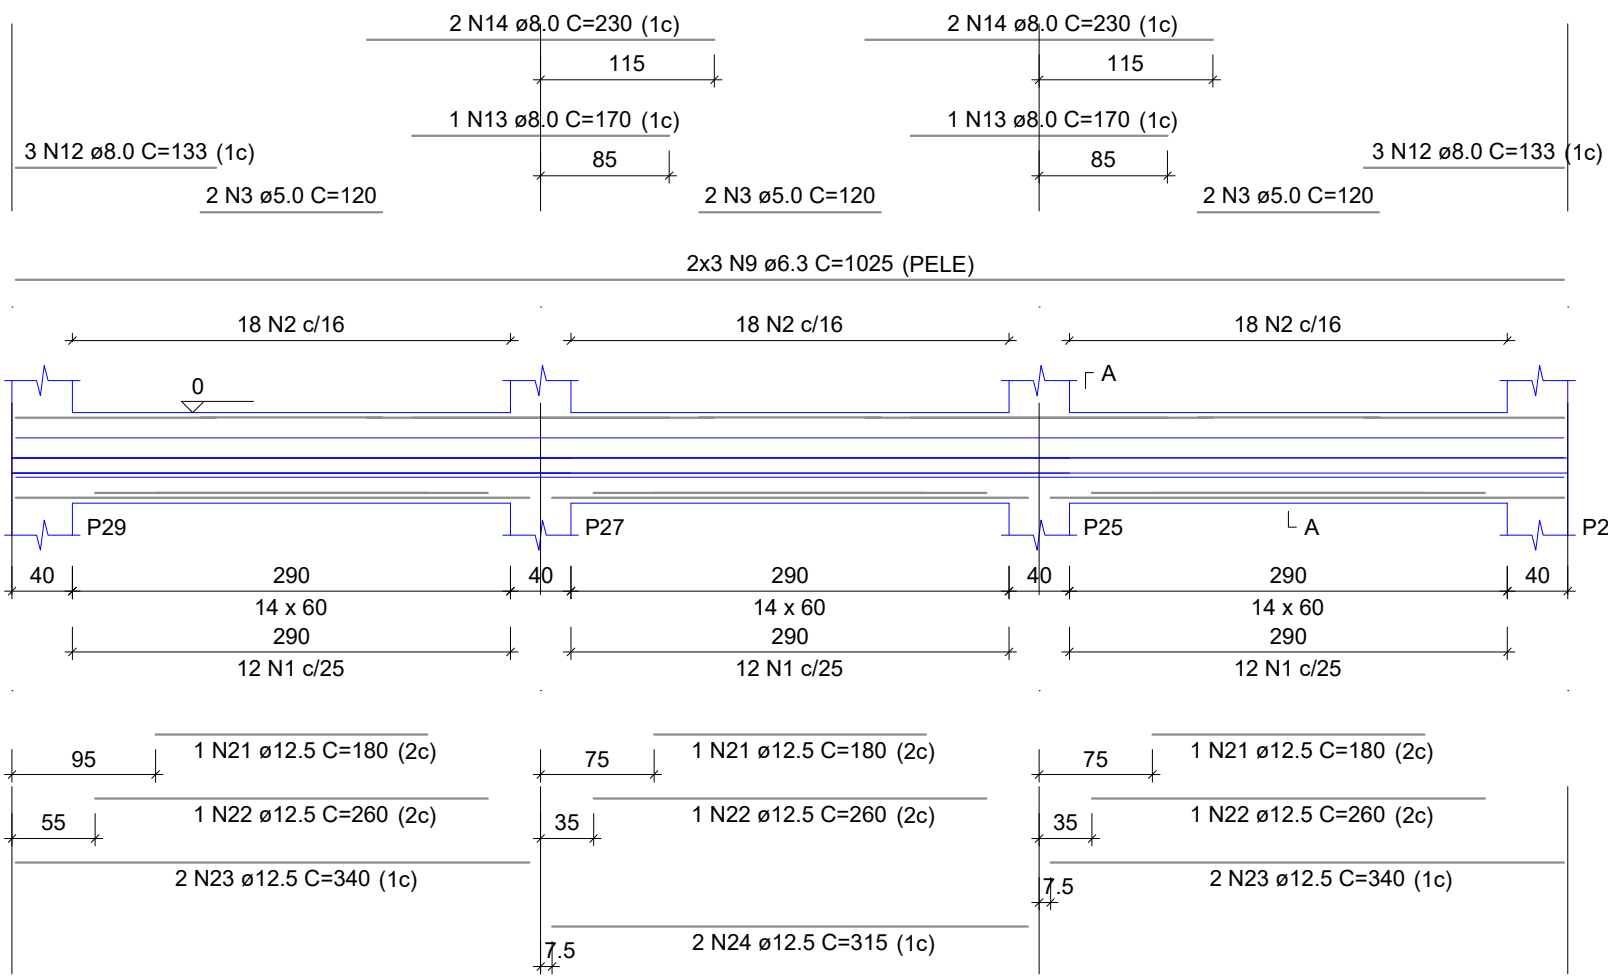 2 N14 ø8.0 C=230 (1c) 2 N14 ø8.0 C=230 (1c)
115 115
1 N13 ø8.0 C=170 (1c) 1 N13 ø8.0 C=170 (1c)
3 N12 ø8.0 C=133 (1c) 85 85 3 N12 ø8.0 C=133 (1c)
2 N3 ø5.0 C=120 2 N3 ø5.0 C=120 2 N3 ø5.0 C=120
2x3 N9 ø6.3 C=1025 (PELE)
18 N2 c/16 18 N2 c/16 18 N2 c/16
0 A
P29 P27 P25 A P2
40 290 40 290 40 290 40
14 x 60 14 x 60 14 x 60
290 290 290
12 N1 c/25 12 N1 c/25 12 N1 c/25
95 1 N21 ø12.5 C=180 (2c) 75 1 N21 ø12.5 C=180 (2c) 75 1 N21 ø12.5 C=180 (2c)
55 1 N22 ø12.5 C=260 (2c) 35 1 N22 ø12.5 C=260 (2c) 35 1 N22 ø12.5 C=260 (2c)
2 N23 ø12.5 C=340 (1c) 7.5 2 N23 ø12.5 C=340 (1c)
7.5 2 N24 ø12.5 C=315 (1c)